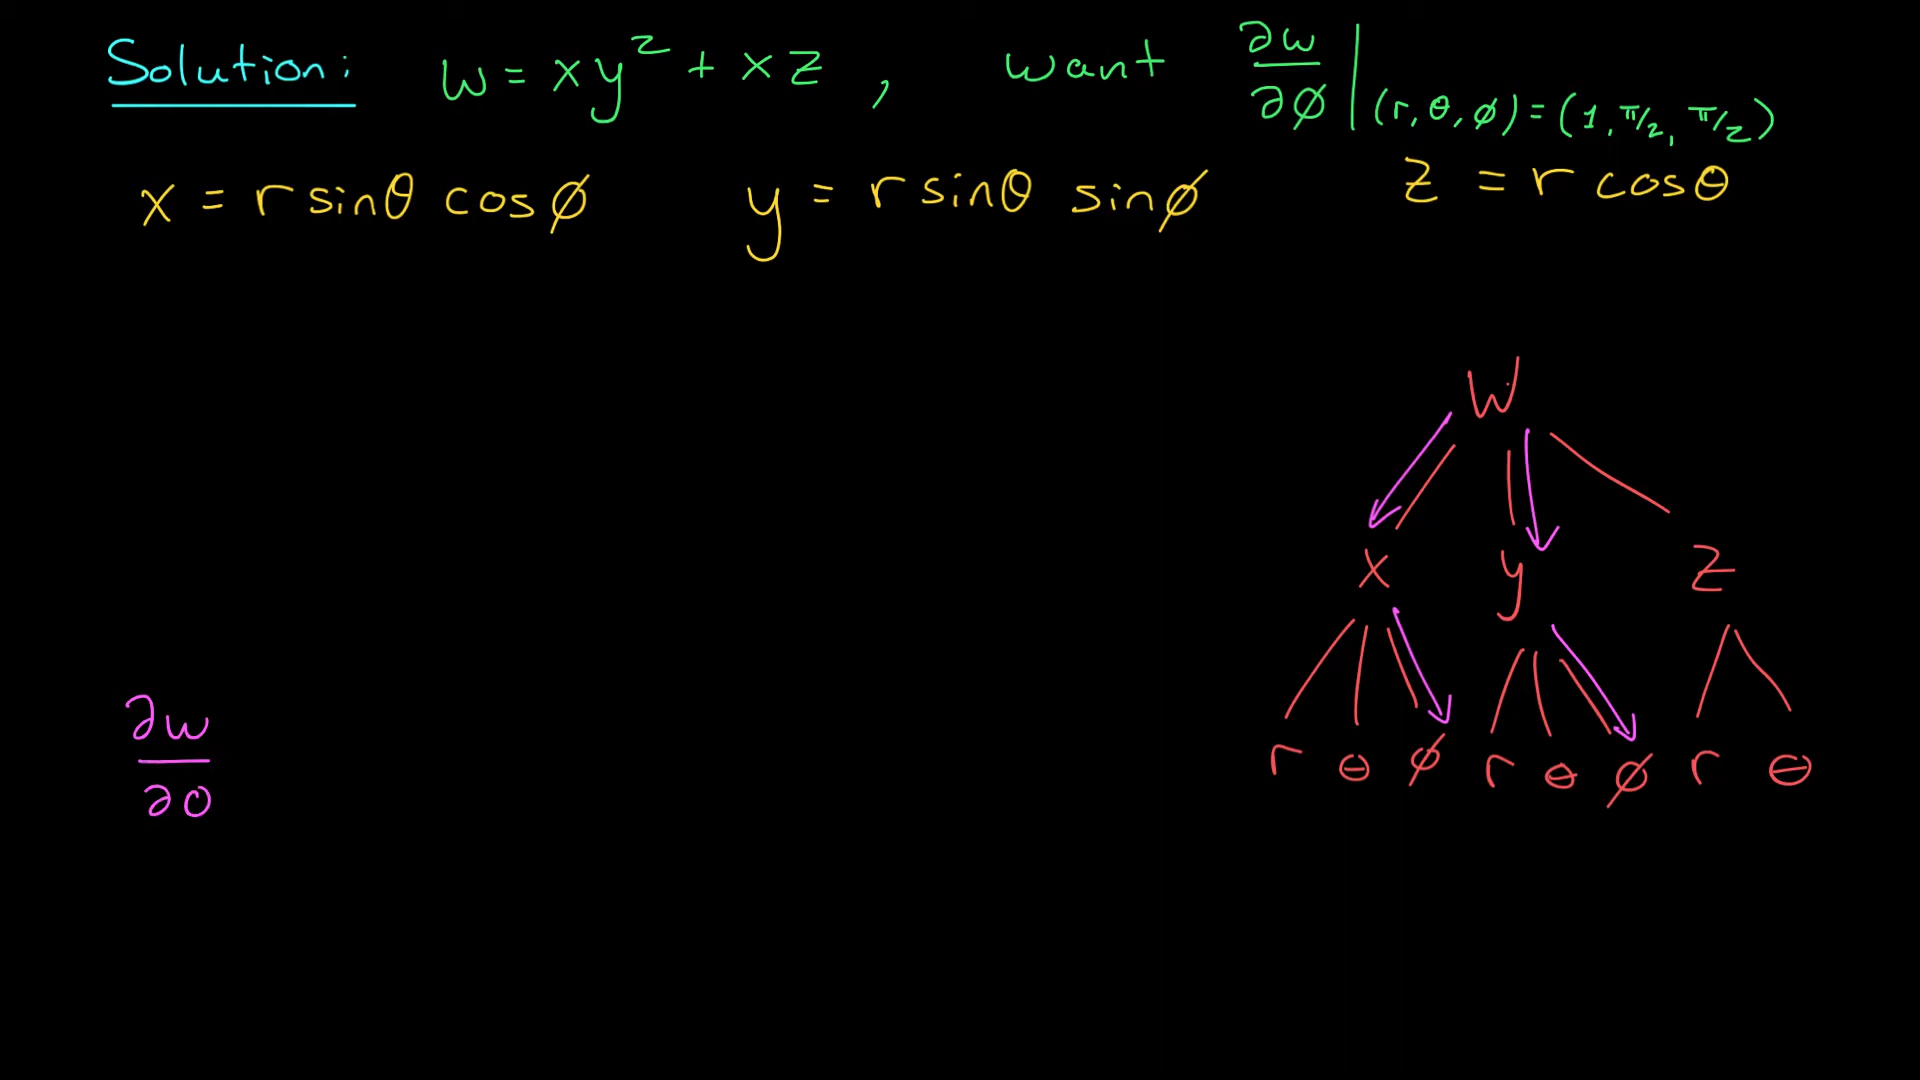 Solution: w = xy² + xz , want ∂w/∂ϕ |(r,θ,ϕ)=(1,π/2,π/2)
x = r sinθ cosϕ y = r sinθ sinϕ z = r cosθ
W
x y z
r θ ϕ r θ ϕ r θ
∂w
∂o